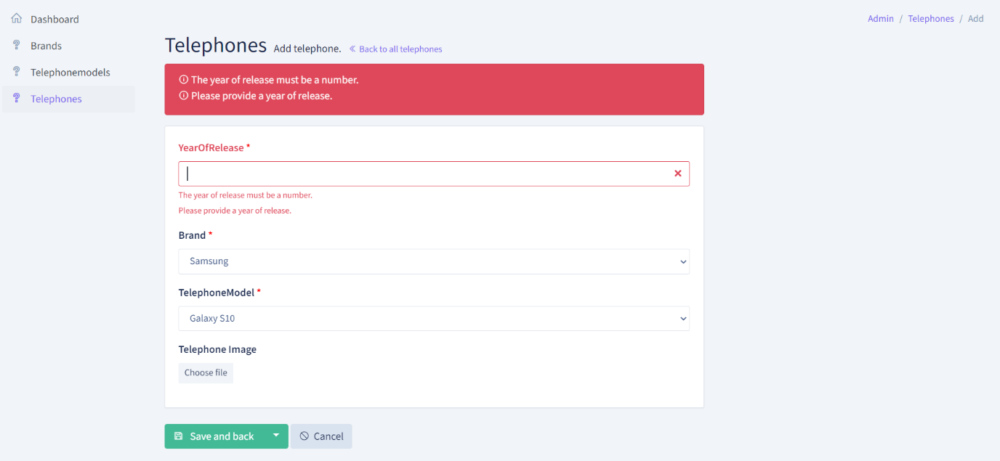 Dashboard
Brands
Telephonemodels
Telephones
Admin / Telephones / Add
Telephones Add telephone. « Back to all telephones
The year of release must be a number.
Please provide a year of release.
YearOfRelease *
The year of release must be a number.
Please provide a year of release.
Brand *
Samsung
TelephoneModel *
Galaxy S10
Telephone Image
Choose file
Save and back
Cancel